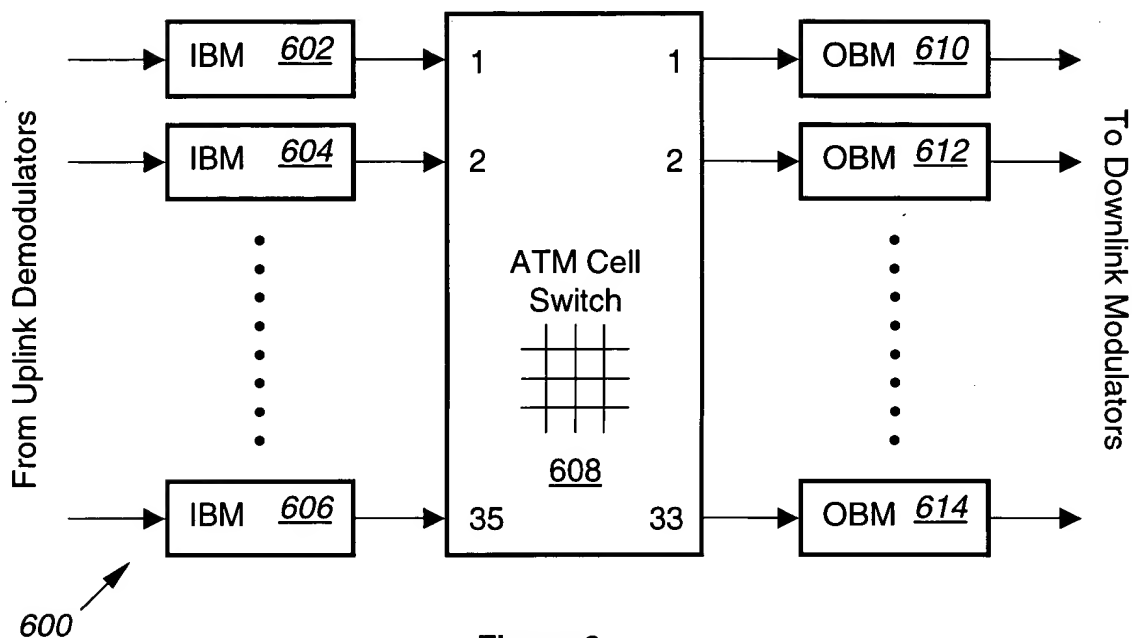 From Uplink Demodulators
IBM 602
IBM 604
IBM 606
1
2
35
ATM Cell
Switch
608
1
2
33
OBM 610
OBM 612
OBM 614
To Downlink Modulators
600